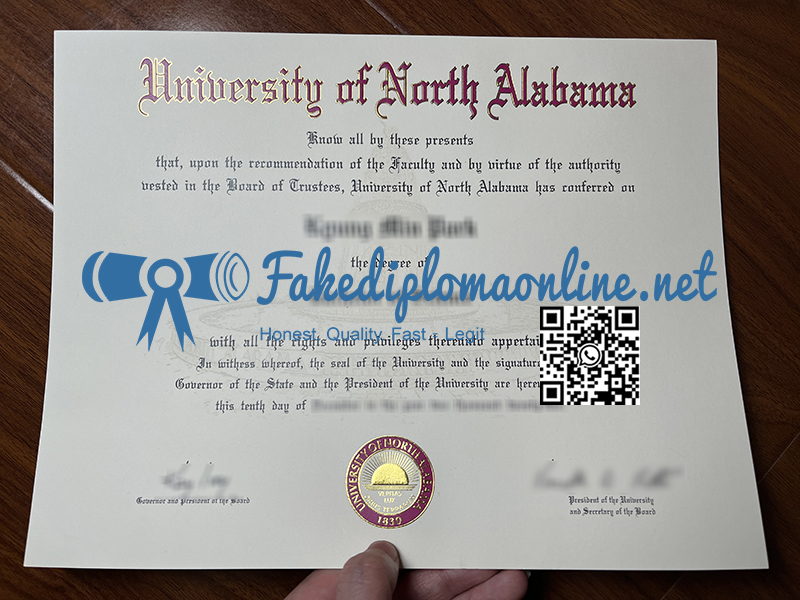 University of North Alabama
Know all by these presents
that, upon the recommendation of the Faculty and by virtue of the authority
vested in the Board of Trustees, University of North Alabama has conferred on
the degree of
Fakediplomaonline.net
Honest, Quality, Fast - Legit
with all the rights and privileges thereunto
In witness whereof, the seal of the University and the
Governor of the State and the President of the University are
this tenth day of
UNIVERSITY OF NORTH ALABAMA
VERITAS
LUX
1830
Governor and President of the Board
President of the University
and Secretary of the Board